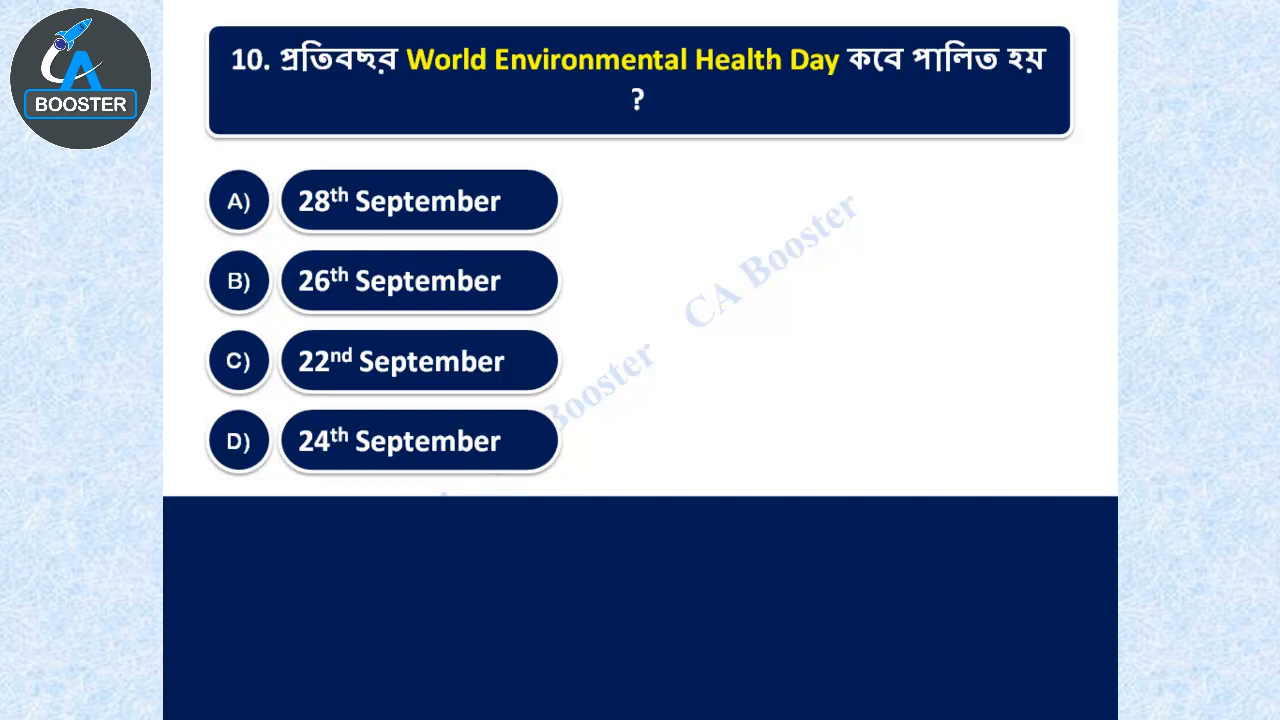 A
BOOSTER
10. প্রতিবছর World Environmental Health Day কবে পালিত হয়
?
A) 28th September
B) 26th September
C) 22nd September
D) 24th September
CA Booster
Booster